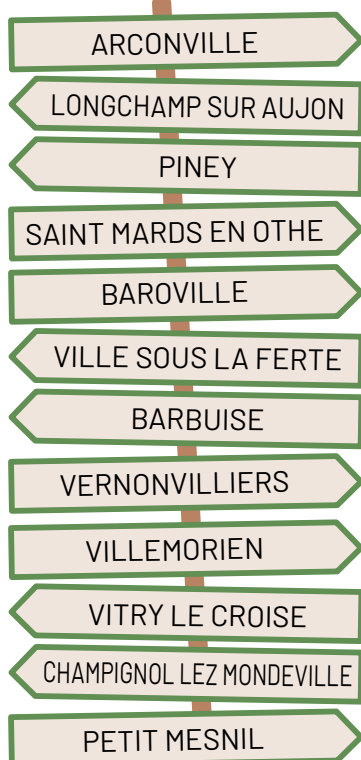 ARCONVILLE
LONGCHAMP SUR AUJON
PINEY
SAINT MARDS EN OTHE
BAROVILLE
VILLE SOUS LA FERTE
BARBUISE
VERNONVILLIERS
VILLEMORIEN
VITRY LE CROISE
CHAMPIGNOL LEZ MONDEVILLE
PETIT MESNIL